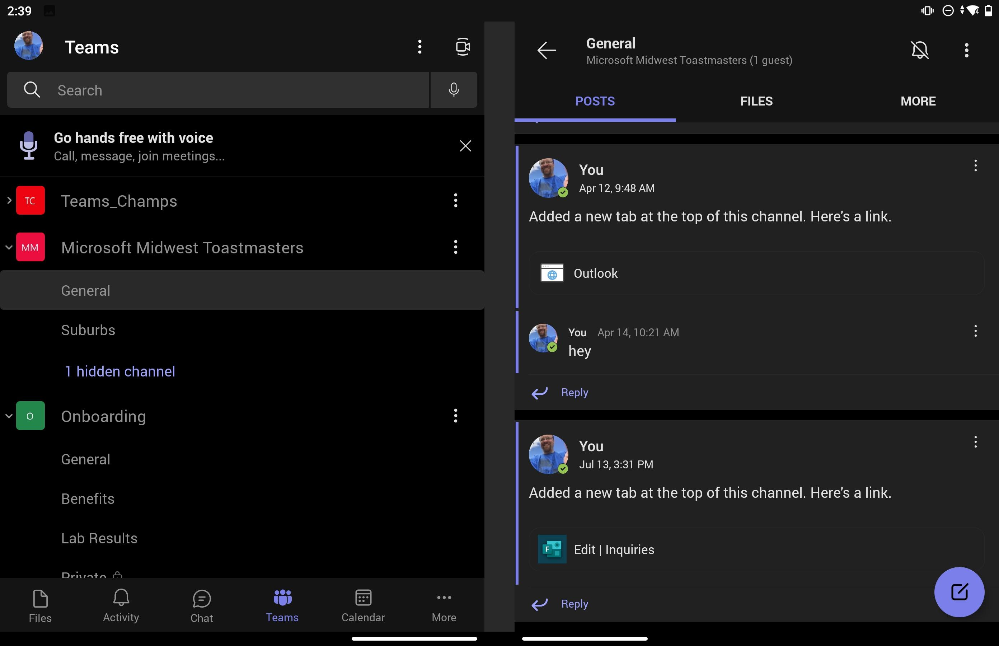 2:39
Teams
Search
Go hands free with voice
Call, message, join meetings...
TC
Teams_Champs
MM
Microsoft Midwest Toastmasters
General
Suburbs
1 hidden channel
O
Onboarding
General
Benefits
Lab Results
Private
Files
Activity
Chat
Teams
Calendar
More
4
General
Microsoft Midwest Toastmasters (1 guest)
POSTS
FILES
MORE
You
Apr 12, 9:48 AM
Added a new tab at the top of this channel. Here's a link.
Outlook
You Apr 14, 10:21 AM
hey
Reply
You
Jul 13, 3:31 PM
Added a new tab at the top of this channel. Here's a link.
F
Edit | Inquiries
Reply